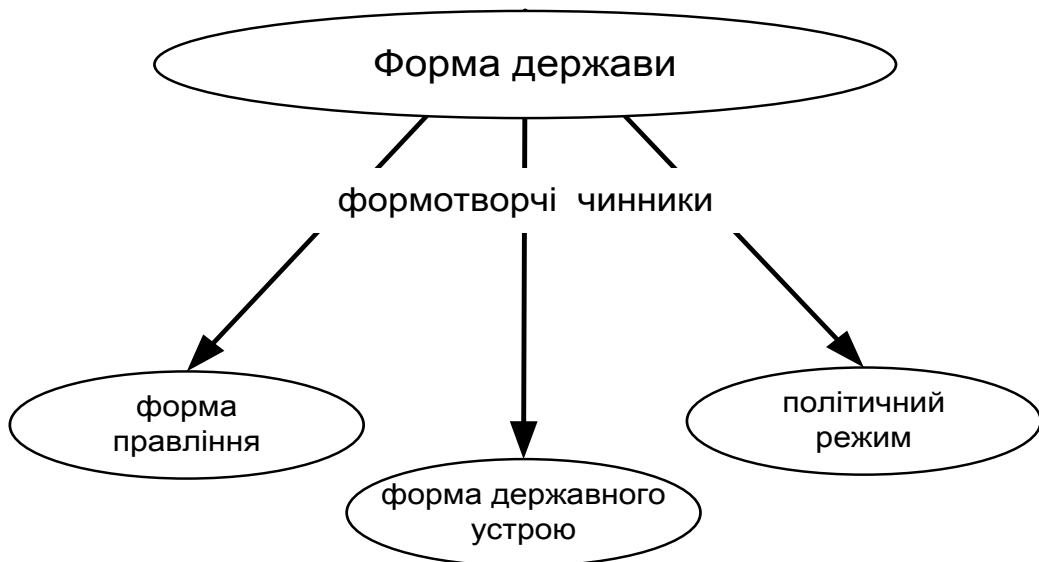 Форма держави
формотворчі чинники
форма
правління
політичний
режим
форма державного
устрою